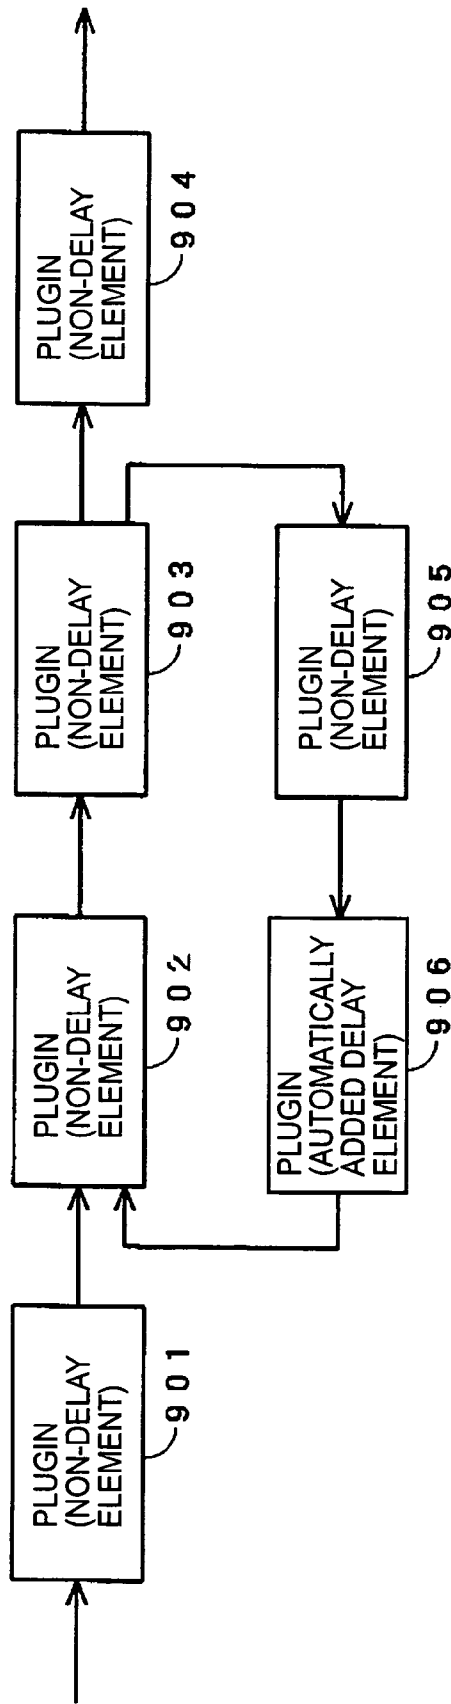 PLUGIN
(NON-DELAY
ELEMENT)
901
PLUGIN
(NON-DELAY
ELEMENT)
902
PLUGIN
(NON-DELAY
ELEMENT)
903
PLUGIN
(NON-DELAY
ELEMENT)
904
PLUGIN
(AUTOMATICALLY
ADDED DELAY
ELEMENT)
906
PLUGIN
(NON-DELAY
ELEMENT)
905